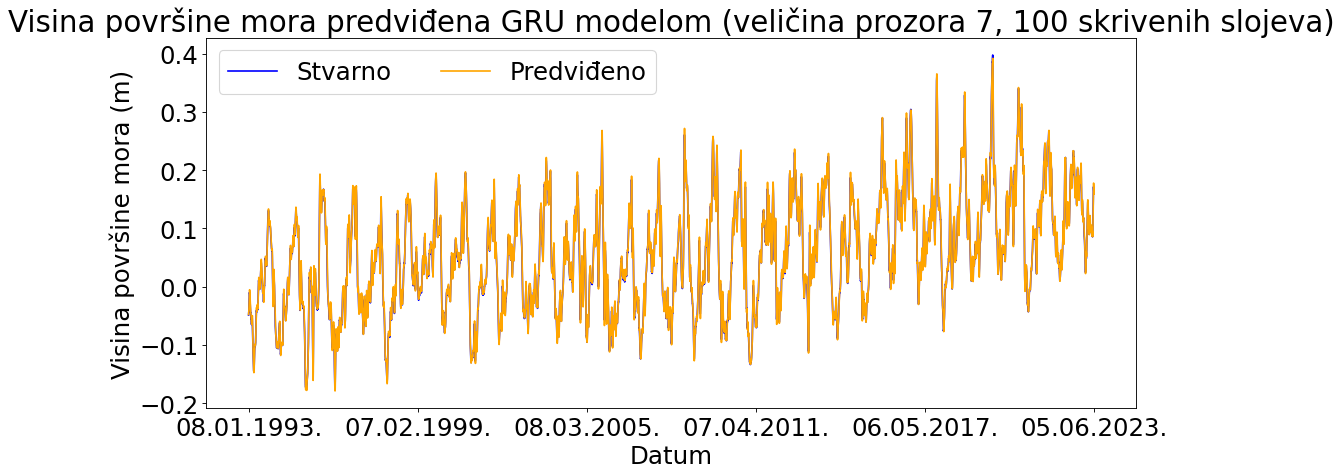 Visina površine mora predviđena GRU modelom (veličina prozora 7, 100 skrivenih slojeva)
Stvarno
Predviđeno
Visina površine mora (m)
0.4
0.3
0.2
0.1
0.0
−0.1
−0.2
08.01.1993.
07.02.1999.
08.03.2005.
07.04.2011.
06.05.2017.
05.06.2023.
Datum